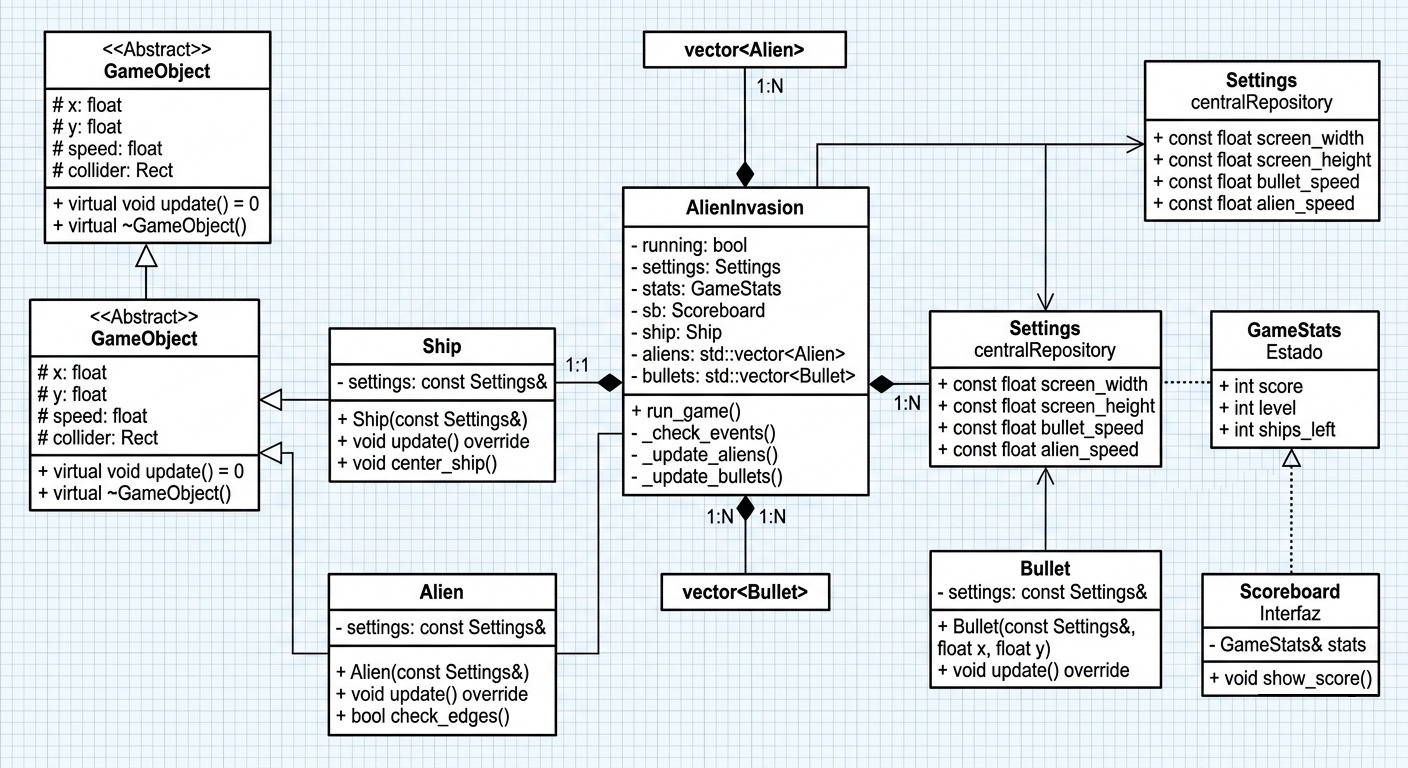 <<Abstract>>
GameObject
# x: float
# y: float
# speed: float
# collider: Rect
+ virtual void update() = 0
+ virtual ~GameObject()
<<Abstract>>
GameObject
# x: float
# y: float
# speed: float
# collider: Rect
+ virtual void update() = 0
+ virtual ~GameObject()
Ship
- settings: const Settings&
+ Ship(const Settings&)
+ void update() override
+ void center_ship()
1:1
Alien
- settings: const Settings&
+ Alien(const Settings&)
+ void update() override
+ bool check_edges()
vector<Alien>
1:N
AlienInvasion
- running: bool
- settings: Settings
- stats: GameStats
- sb: Scoreboard
- ship: Ship
- aliens: std::vector<Alien>
- bullets: std::vector<Bullet>
+ run_game()
- _check_events()
- _update_aliens()
- _update_bullets()
1:N 1:N
vector<Bullet>
1:N
Settings
centralRepository
+ const float screen_width
+ const float screen_height
+ const float bullet_speed
+ const float alien_speed
Settings
centralRepository
+ const float screen_width
+ const float screen_height
+ const float bullet_speed
+ const float alien_speed
GameStats
Estado
+ int score
+ int level
+ int ships_left
Bullet
- settings: const Settings&
+ Bullet(const Settings&,
float x, float y)
+ void update() override
Scoreboard
Interfaz
- GameStats& stats
+ void show_score()